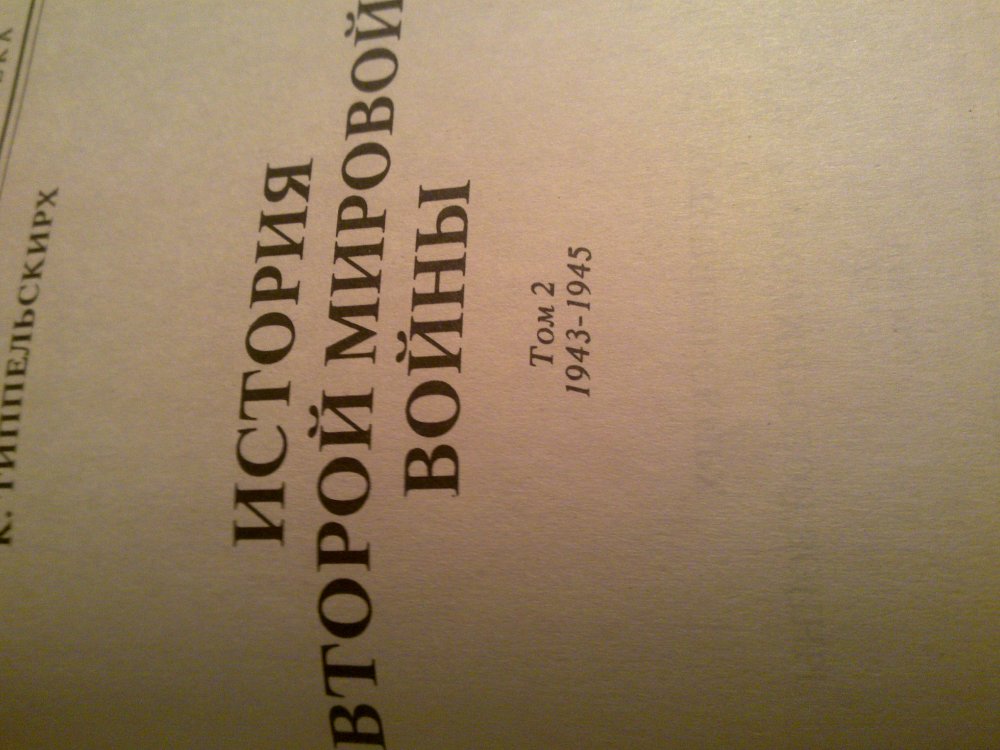 К. ТИППЕЛЬСКИРХ
ИСТОРИЯ
ВТОРОЙ МИРОВОЙ
ВОЙНЫ
Том 2
1943-1945